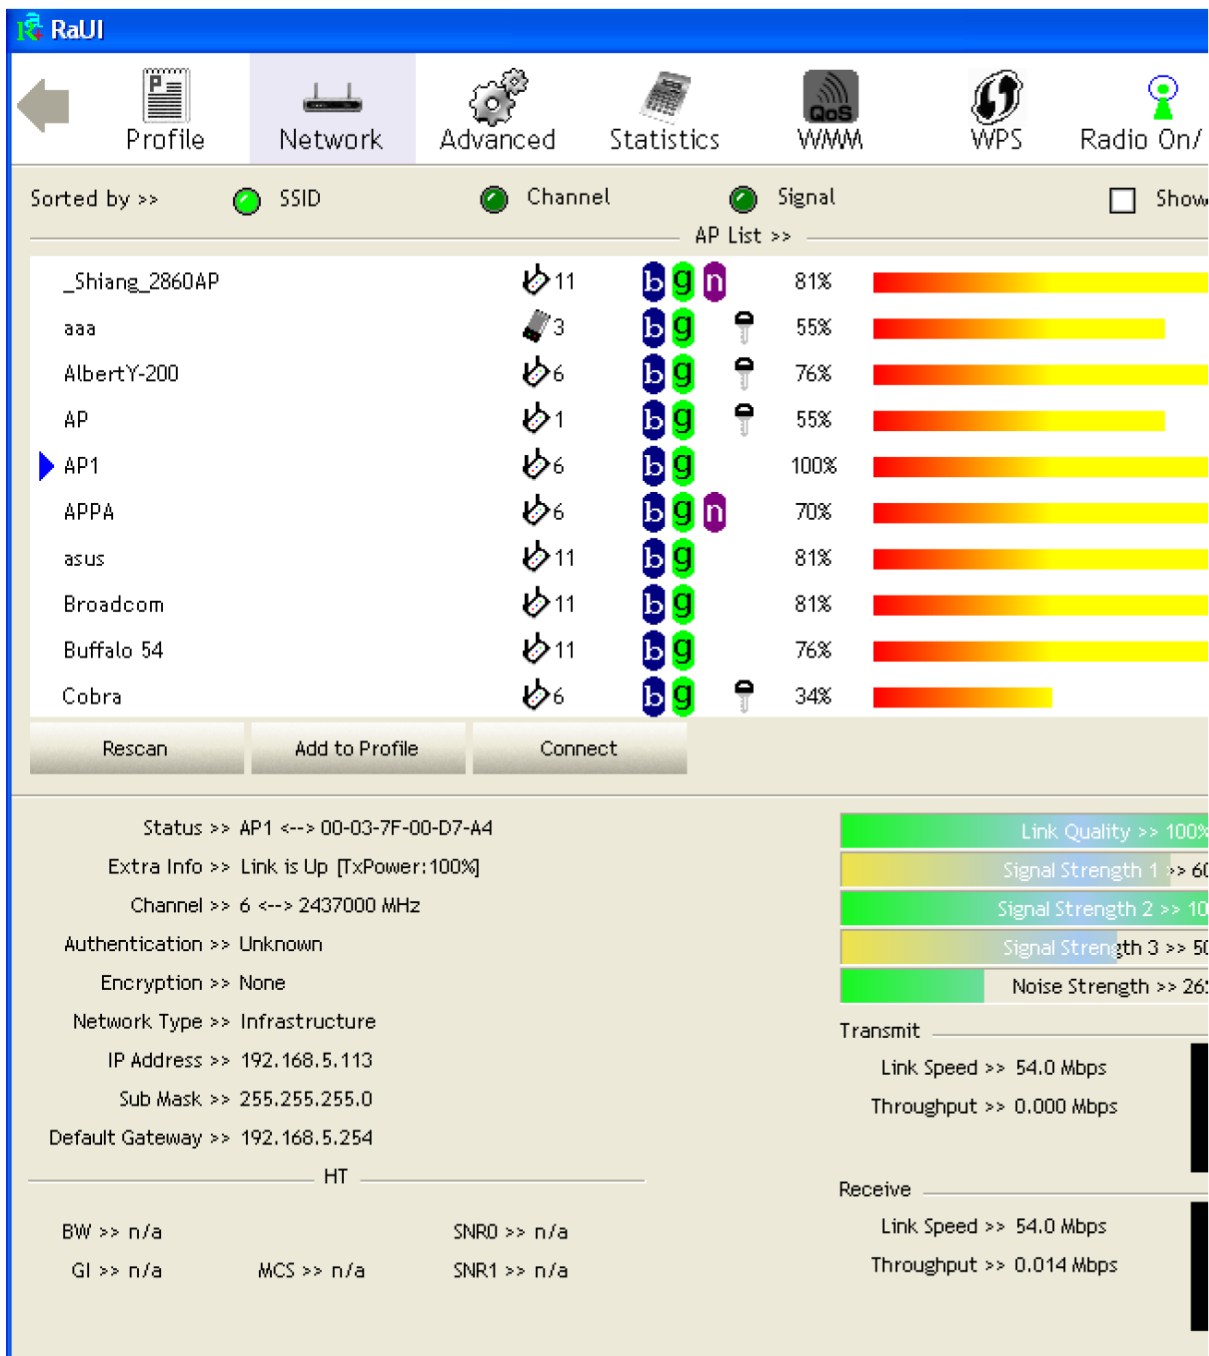 RaUI
Profile Network Advanced Statistics QoS WMM WPS Radio On/
Sorted by >> SSID Channel Signal Show
AP List >>
_Shiang_2860AP 11 b g n 81%
aaa 3 b g 55%
AlbertY-200 6 b g 76%
AP 1 b g 55%
AP1 6 b g 100%
APPA 6 b g n 70%
asus 11 b g 81%
Broadcom 11 b g 81%
Buffalo 54 11 b g 76%
Cobra 6 b g 34%
Rescan Add to Profile Connect
Status >> AP1 <--> 00-03-7F-00-D7-A4
Extra Info >> Link is Up [TxPower:100%]
Channel >> 6 <--> 2437000 MHz
Authentication >> Unknown
Encryption >> None
Network Type >> Infrastructure
IP Address >> 192.168.5.113
Sub Mask >> 255.255.255.0
Default Gateway >> 192.168.5.254
HT
BW >> n/a SNR0 >> n/a
GI >> n/a MCS >> n/a SNR1 >> n/a
Link Quality >> 100%
Signal Strength 1 >> 60
Signal Strength 2 >> 10
Signal Strength 3 >> 50
Noise Strength >> 26%
Transmit
Link Speed >> 54.0 Mbps
Throughput >> 0.000 Mbps
Receive
Link Speed >> 54.0 Mbps
Throughput >> 0.014 Mbps